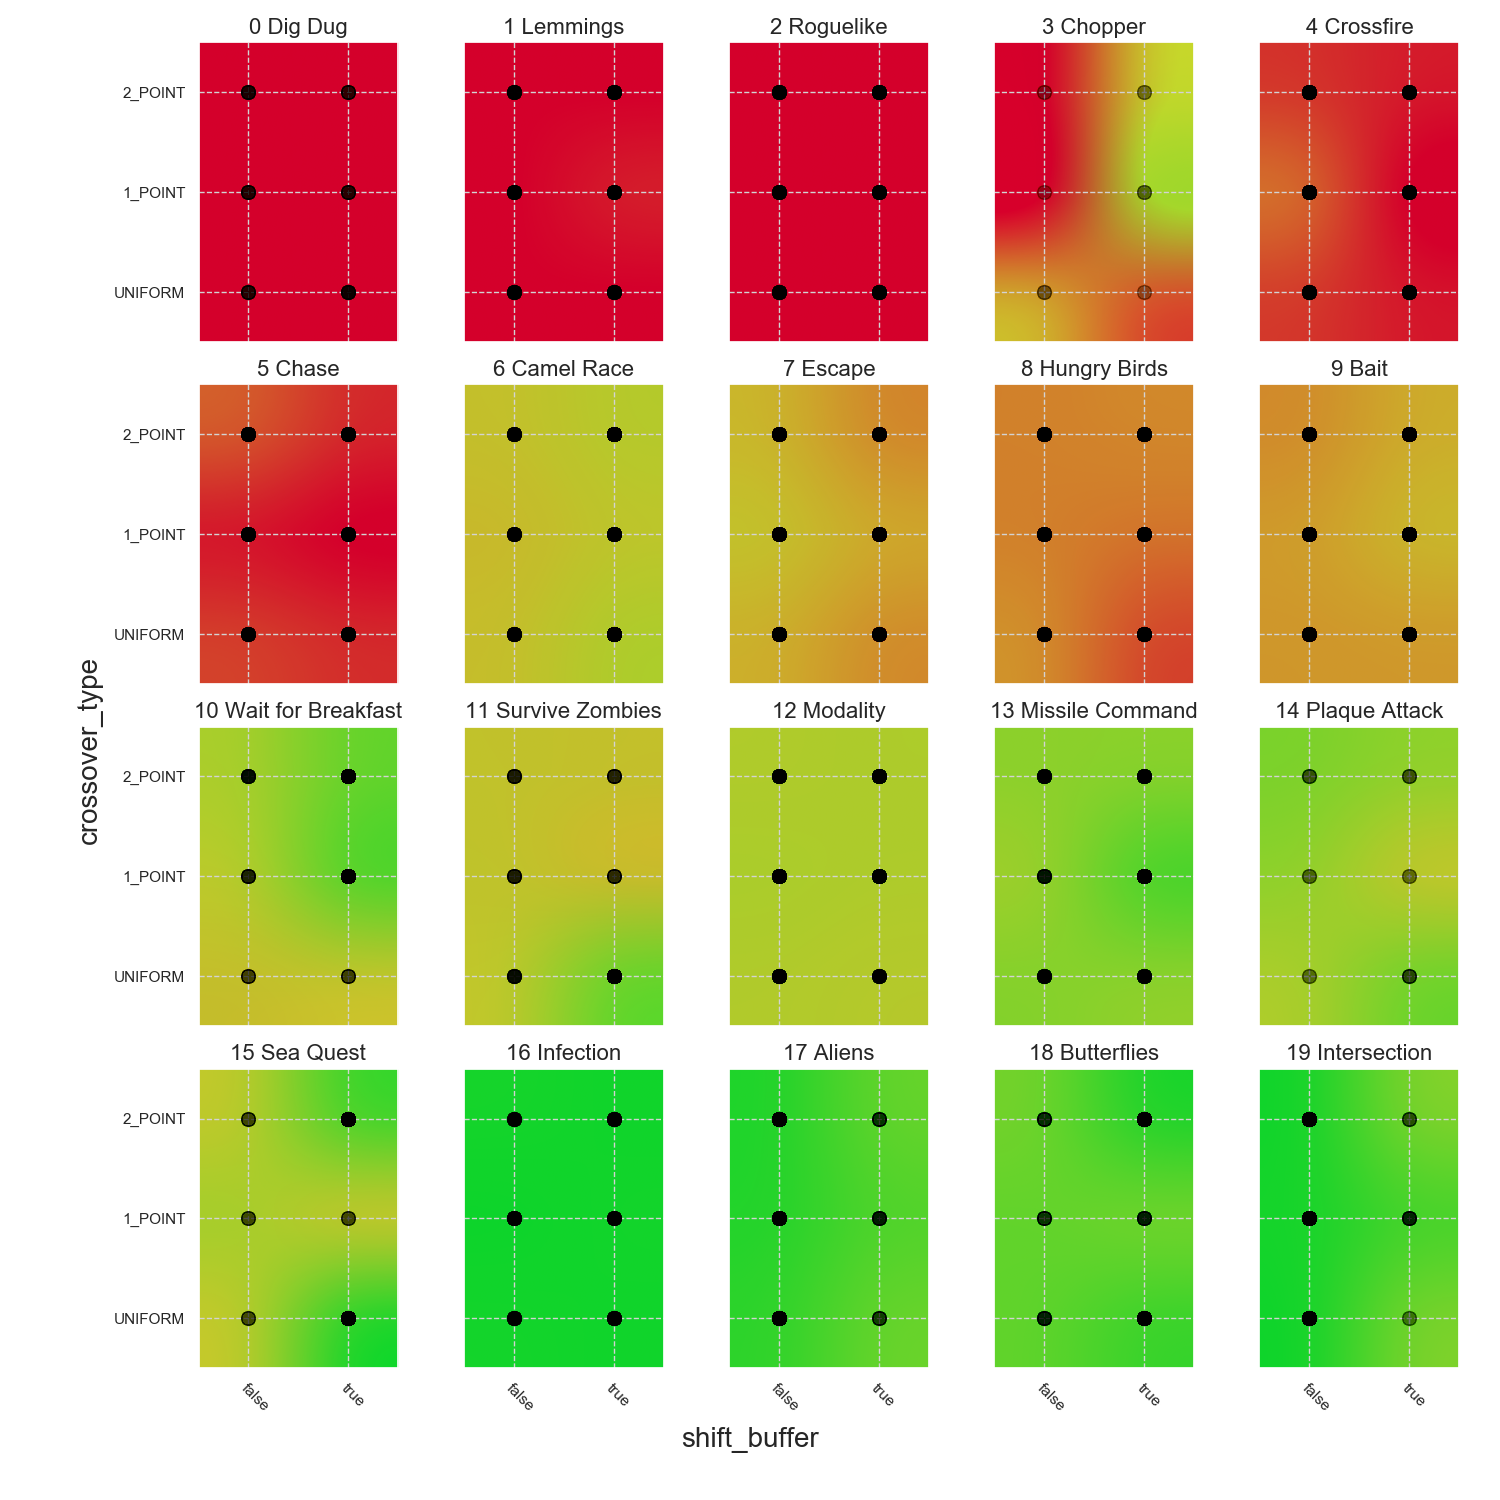 0 Dig Dug
1 Lemmings
2 Roguelike
3 Chopper
4 Crossfire
2_POINT
1_POINT
UNIFORM
5 Chase
6 Camel Race
7 Escape
8 Hungry Birds
9 Bait
2_POINT
1_POINT
UNIFORM
crossover_type
10 Wait for Breakfast
11 Survive Zombies
12 Modality
13 Missile Command
14 Plaque Attack
2_POINT
1_POINT
UNIFORM
15 Sea Quest
16 Infection
17 Aliens
18 Butterflies
19 Intersection
2_POINT
1_POINT
UNIFORM
false
true
false
true
false
true
false
true
false
true
shift_buffer